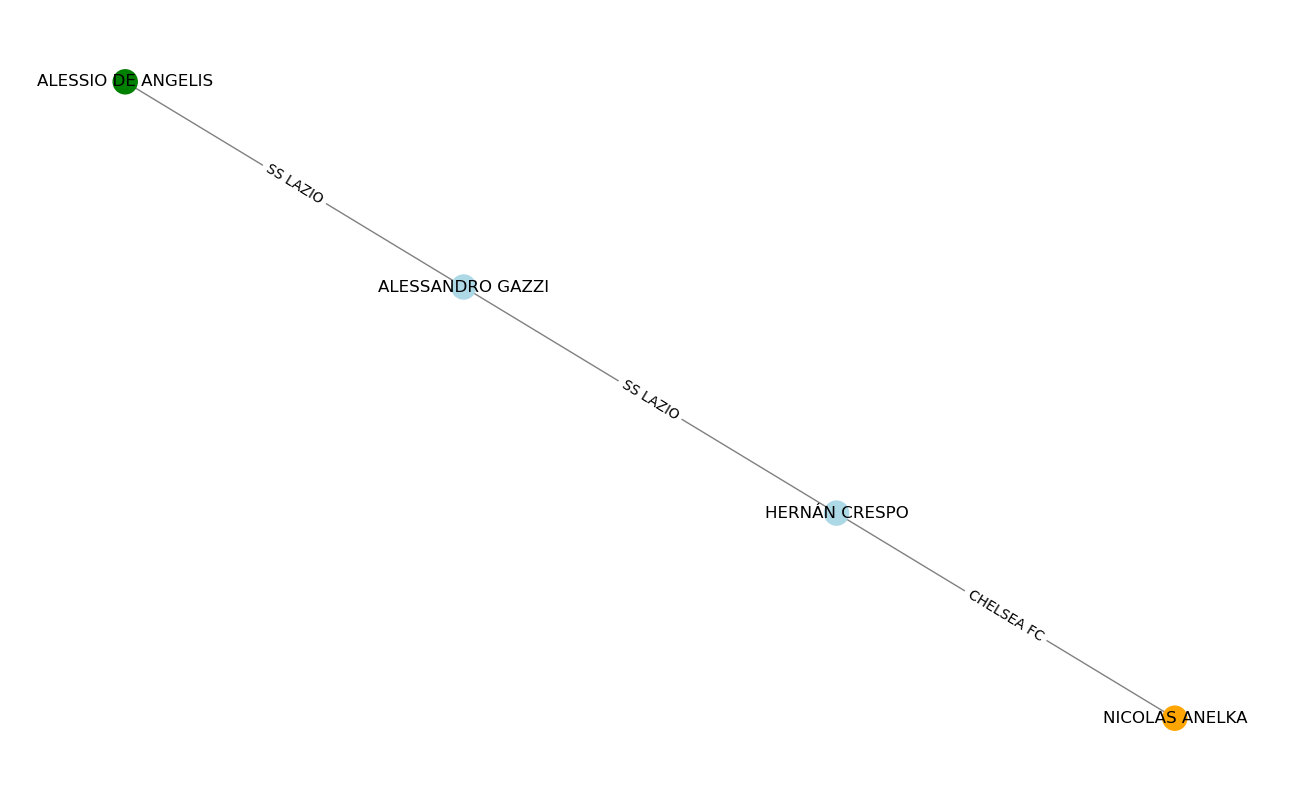 ALESSIO DE ANGELIS
SS LAZIO
ALESSANDRO GAZZI
SS LAZIO
HERNÁN CRESPO
CHELSEA FC
NICOLAS ANELKA